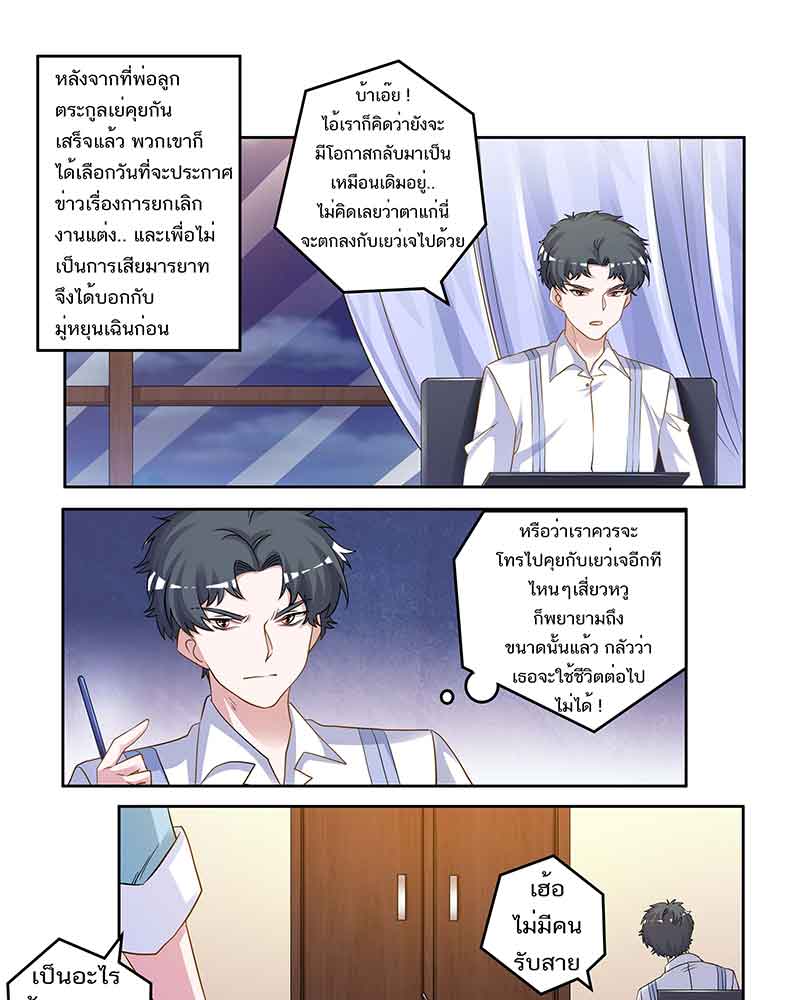 หลังจากที่พ่อลูก
ตระกูลเย่คุยกัน
เสร็จแล้ว พวกเขาก็
ได้เลือกวันที่จะประกาศ
ข่าวเรื่องการยกเลิก
งานแต่ง.. และเพื่อไม่
เป็นการเสียมารยาท
จึงได้บอกกับ
มู่หยุนเฉินก่อน
บ้าเอ๊ย !
ไอ้เราก็คิดว่ายังจะ
มีโอกาสกลับมาเป็น
เหมือนเดิมอยู่..
ไม่คิดเลยว่าตาแก่นี่
จะตกลงกับเยว่เจไปด้วย
หรือว่าเราควรจะ
โทรไปคุยกับเยว่เจอีกที
ไหนๆเสี่ยวหวู
ก็พยายามถึง
ขนาดนั้นแล้ว กลัวว่า
เธอจะใช้ชีวิตต่อไป
ไม่ได้ !
เฮ้อ
ไม่มีคน
รับสาย
เป็นอะไร